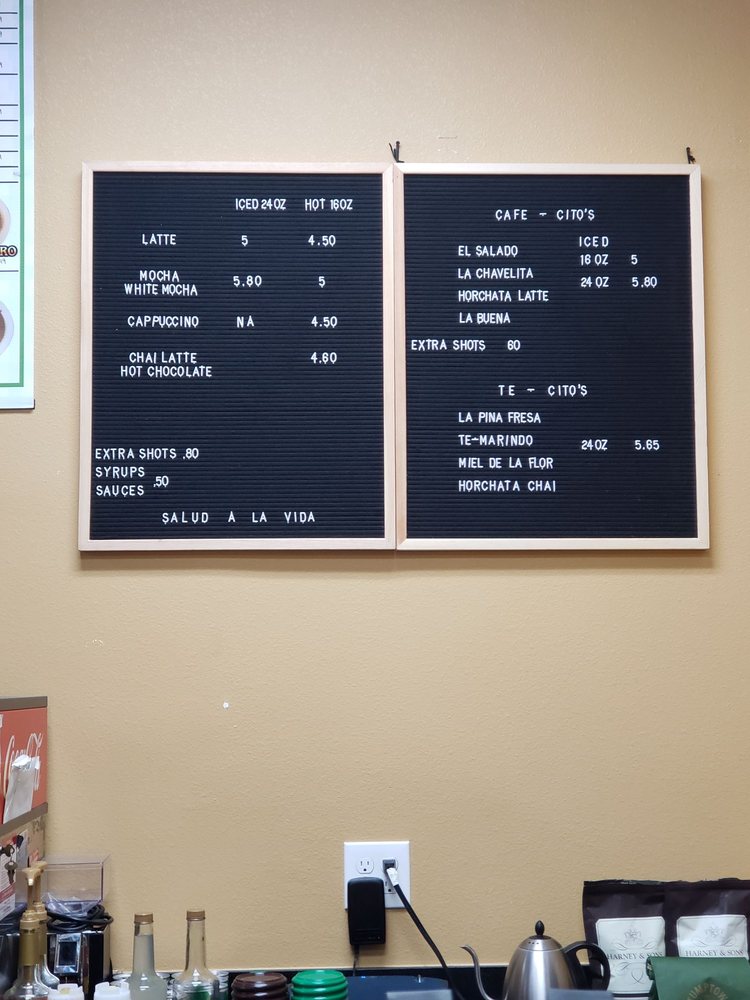 ICED 24OZ HOT 16OZ
LATTE 5 4.50
MOCHA
WHITE MOCHA 5.80 5
CAPPUCCINO NA 4.50
CHAI LATTE 4.60
HOT CHOCOLATE
EXTRA SHOTS .80
SYRUPS
SAUCES .50
SALUD A LA VIDA
CAFE - CITO'S
ICED
EL SALADO 16 OZ 5
LA CHAVELITA 24 OZ 5.80
HORCHATA LATTE
LA BUENA
EXTRA SHOTS 60
TE - CITO'S
LA PINA FRESA
TE-MARINDO 24OZ 5.65
MIEL DE LA FLOR
HORCHATA CHAI
RO
HARNEY & SONS
HARNEY & SONS